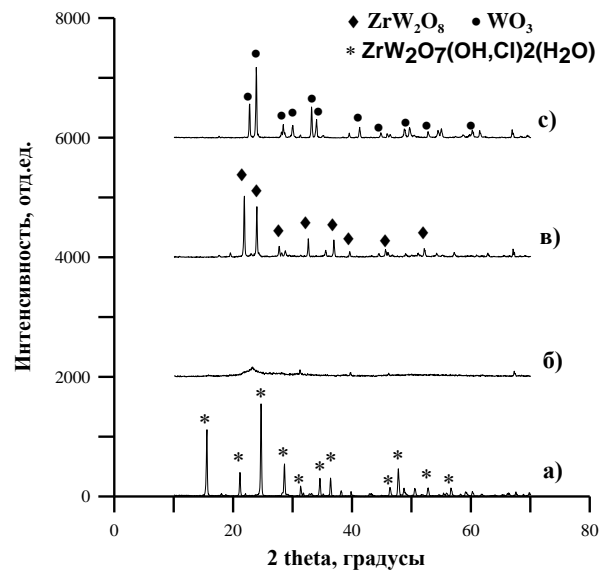 8000
◆ ZrW₂O₈ ● WO₃
* ZrW₂O₇(OH,Cl)2(H₂O)
c)
6000
в)
4000
б)
2000
а)
0
Интенсивность, отд.ед.
0 20 40 60 80
2 theta, градусы